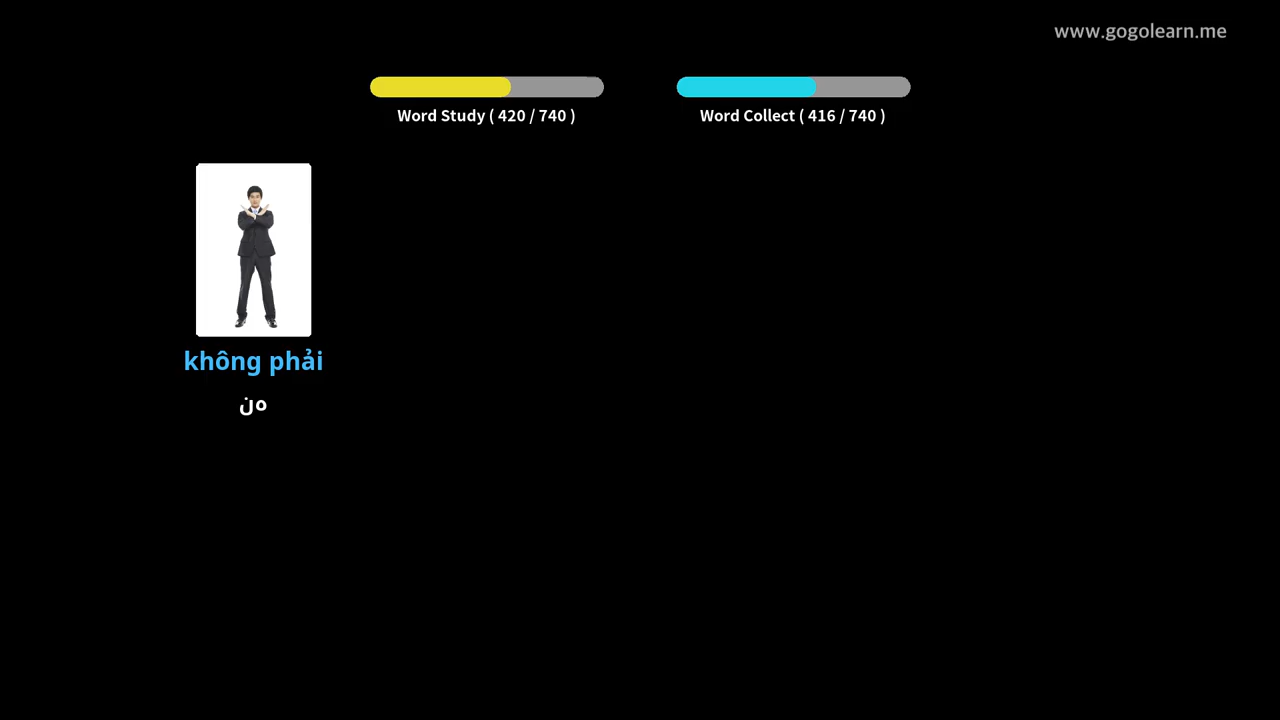 www.gogolearn.me
Word Study ( 420 / 740 )
Word Collect ( 416 / 740 )
không phải
نه